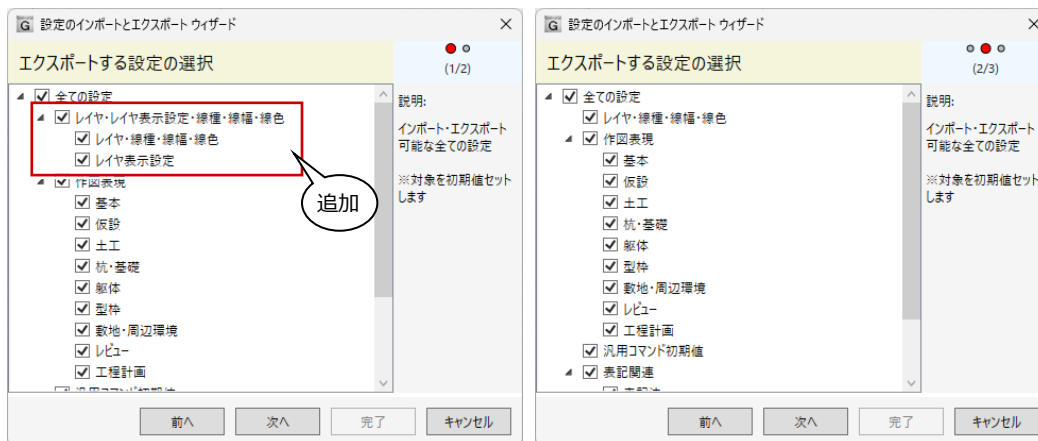 設定のインポートとエクスポート ウィザード
エクスポートする設定の選択
(1/2)
全ての設定
レイヤ・レイヤ表示設定・線種・線幅・線色
レイヤ・線種・線幅・線色
レイヤ表示設定
作図表現
基本
仮設
土工
杭・基礎
躯体
型枠
敷地・周辺環境
レビュー
工程計画
汎用コマンド初期値
説明:
インポート・エクスポート
可能な全ての設定
※対象を初期値セット
します
追加
前へ
次へ
完了
キャンセル
設定のインポートとエクスポート ウィザード
エクスポートする設定の選択
(2/3)
全ての設定
レイヤ・線種・線幅・線色
作図表現
基本
仮設
土工
杭・基礎
躯体
型枠
敷地・周辺環境
レビュー
工程計画
汎用コマンド初期値
表記関連
説明:
インポート・エクスポート
可能な全ての設定
※対象を初期値セット
します
前へ
次へ
完了
キャンセル